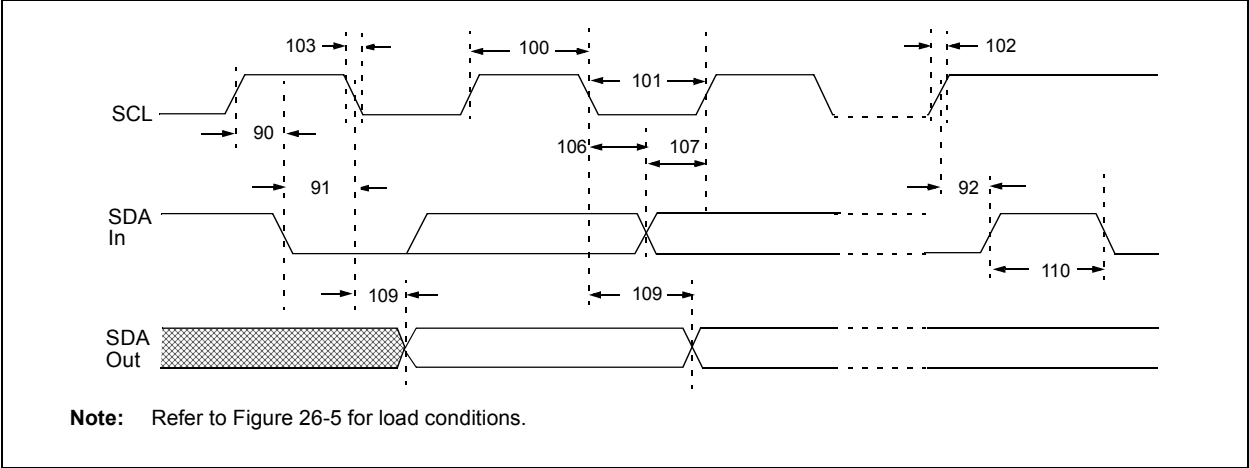 103
100
102
101
SCL
90
106
107
91
92
SDA
In
109
109
110
SDA
Out
Note: Refer to Figure 26-5 for load conditions.